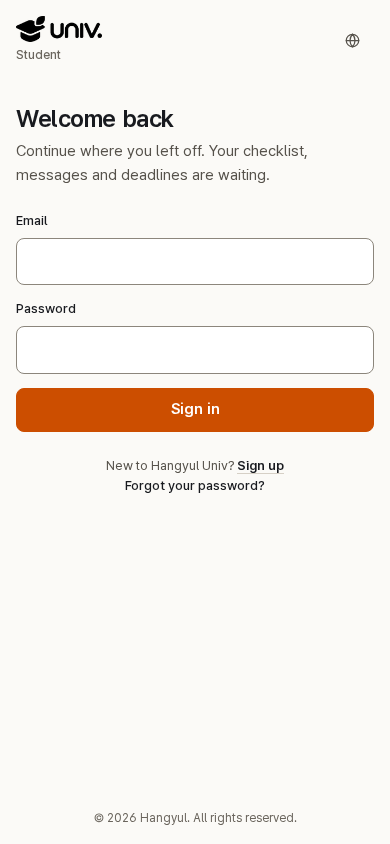 univ.
Student
Welcome back
Continue where you left off. Your checklist,
messages and deadlines are waiting.
Email
Password
Sign in
New to Hangyul Univ? Sign up
Forgot your password?
© 2026 Hangyul. All rights reserved.